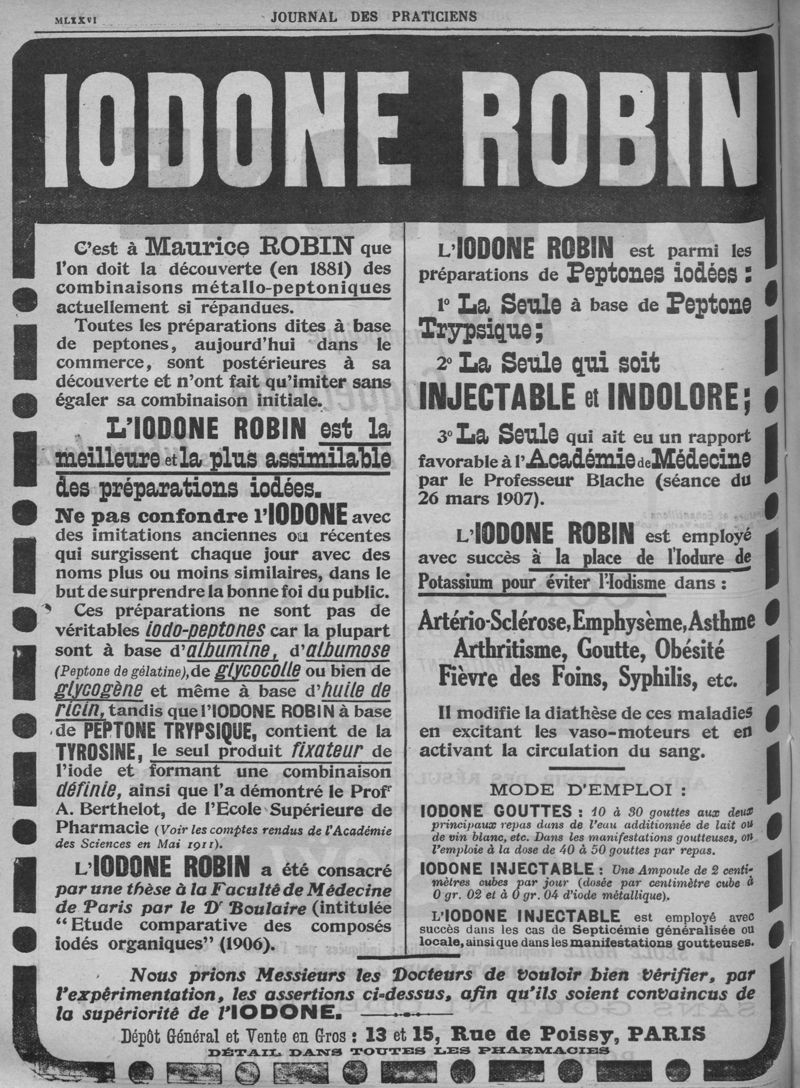 MLXXVI
JOURNAL DES PRATICIENS
IODONE ROBIN
C'est à Maurice ROBIN que
l'on doit la découverte (en 1881) des
combinaisons métallo-peptoniques
actuellement si répandues.
Toutes les préparations dites à base
de peptones, aujourd'hui dans le
commerce, sont postérieures à sa
découverte et n'ont fait qu'imiter sans
égaler sa combinaison initiale.
L'IODONE ROBIN est la
meilleure et la plus assimilable
des préparations iodées.
Ne pas confondre l'IODONE avec
des imitations anciennes ou récentes
qui surgissent chaque jour avec des
noms plus ou moins similaires, dans le
but de surprendre la bonne foi du public.
Ces préparations ne sont pas de
véritables iodo-peptones car la plupart
sont à base d'albumine, d'albumose
(Peptone de gélatine), de glycocolle ou bien de
glycogène et même à base d'huile de
ricin, tandis que l'IODONE ROBIN à base
de PEPTONE TRYPSIQUE, contient de la
TYROSINE, le seul produit fixateur de
l'iode et formant une combinaison
définie, ainsi que l'a démontré le Prof
A. Berthelot, de l'Ecole Supérieure de
Pharmacie (Voir les comptes rendus de l'Académie
des Sciences en Mai 1911).
L'IODONE ROBIN a été consacré
par une thèse à la Faculté de Médecine
de Paris par le Dr Boulaire (intitulée
“Etude comparative des composés
iodés organiques” (1906).
L'IODONE ROBIN est parmi les
préparations de Peptones iodées :
1° La Seule à base de Peptone
Trypsique;
2° La Seule qui soit
INJECTABLE et INDOLORE;
3° La Seule qui ait eu un rapport
favorable à l'Académie de Médecine
par le Professeur Blache (séance du
26 mars 1907).
L'IODONE ROBIN est employé
avec succès à la place de l'Iodure de
Potassium pour éviter l'Iodisme dans :
Artério-Sclérose, Emphysème, Asthme
Arthritisme, Goutte, Obésité
Fièvre des Foins, Syphilis, etc.
Il modifie la diathèse de ces maladies
en excitant les vaso-moteurs et en
activant la circulation du sang.
MODE D'EMPLOI :
IODONE GOUTTES : 10 à 30 gouttes aux deux
principaux repas dans de l'eau additionnée de lait ou
de vin blanc, etc. Dans les manifestations goutteuses, on
l'emploie à la dose de 40 à 50 gouttes par repas.
IODONE INJECTABLE : Une Ampoule de 2 centi-
mètres cubes par jour (dosée par centimètre cube à
0 gr. 02 et à 0 gr. 04 d'iode métallique).
L'IODONE INJECTABLE est employé avec
succès dans les cas de Septicémie généralisée ou
locale, ainsi que dans les manifestations goutteuses.
Nous prions Messieurs les Docteurs de vouloir bien vérifier, par
l'expérimentation, les assertions ci-dessus, afin qu'ils soient convaincus de
la supériorité de l'IODONE.
Dépôt Général et Vente en Gros : 13 et 15, Rue de Poissy, PARIS
DÉTAIL DANS TOUTES LES PHARMACIES